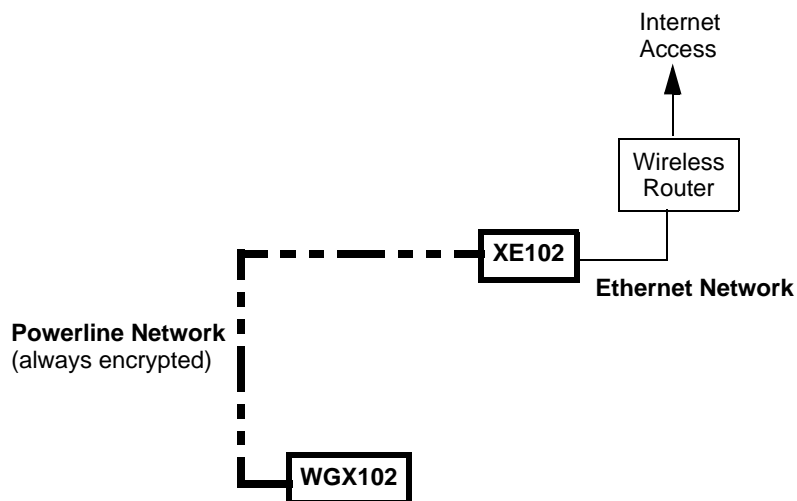 Internet
Access
Wireless
Router
XE102
Ethernet Network
Powerline Network
(always encrypted)
WGX102